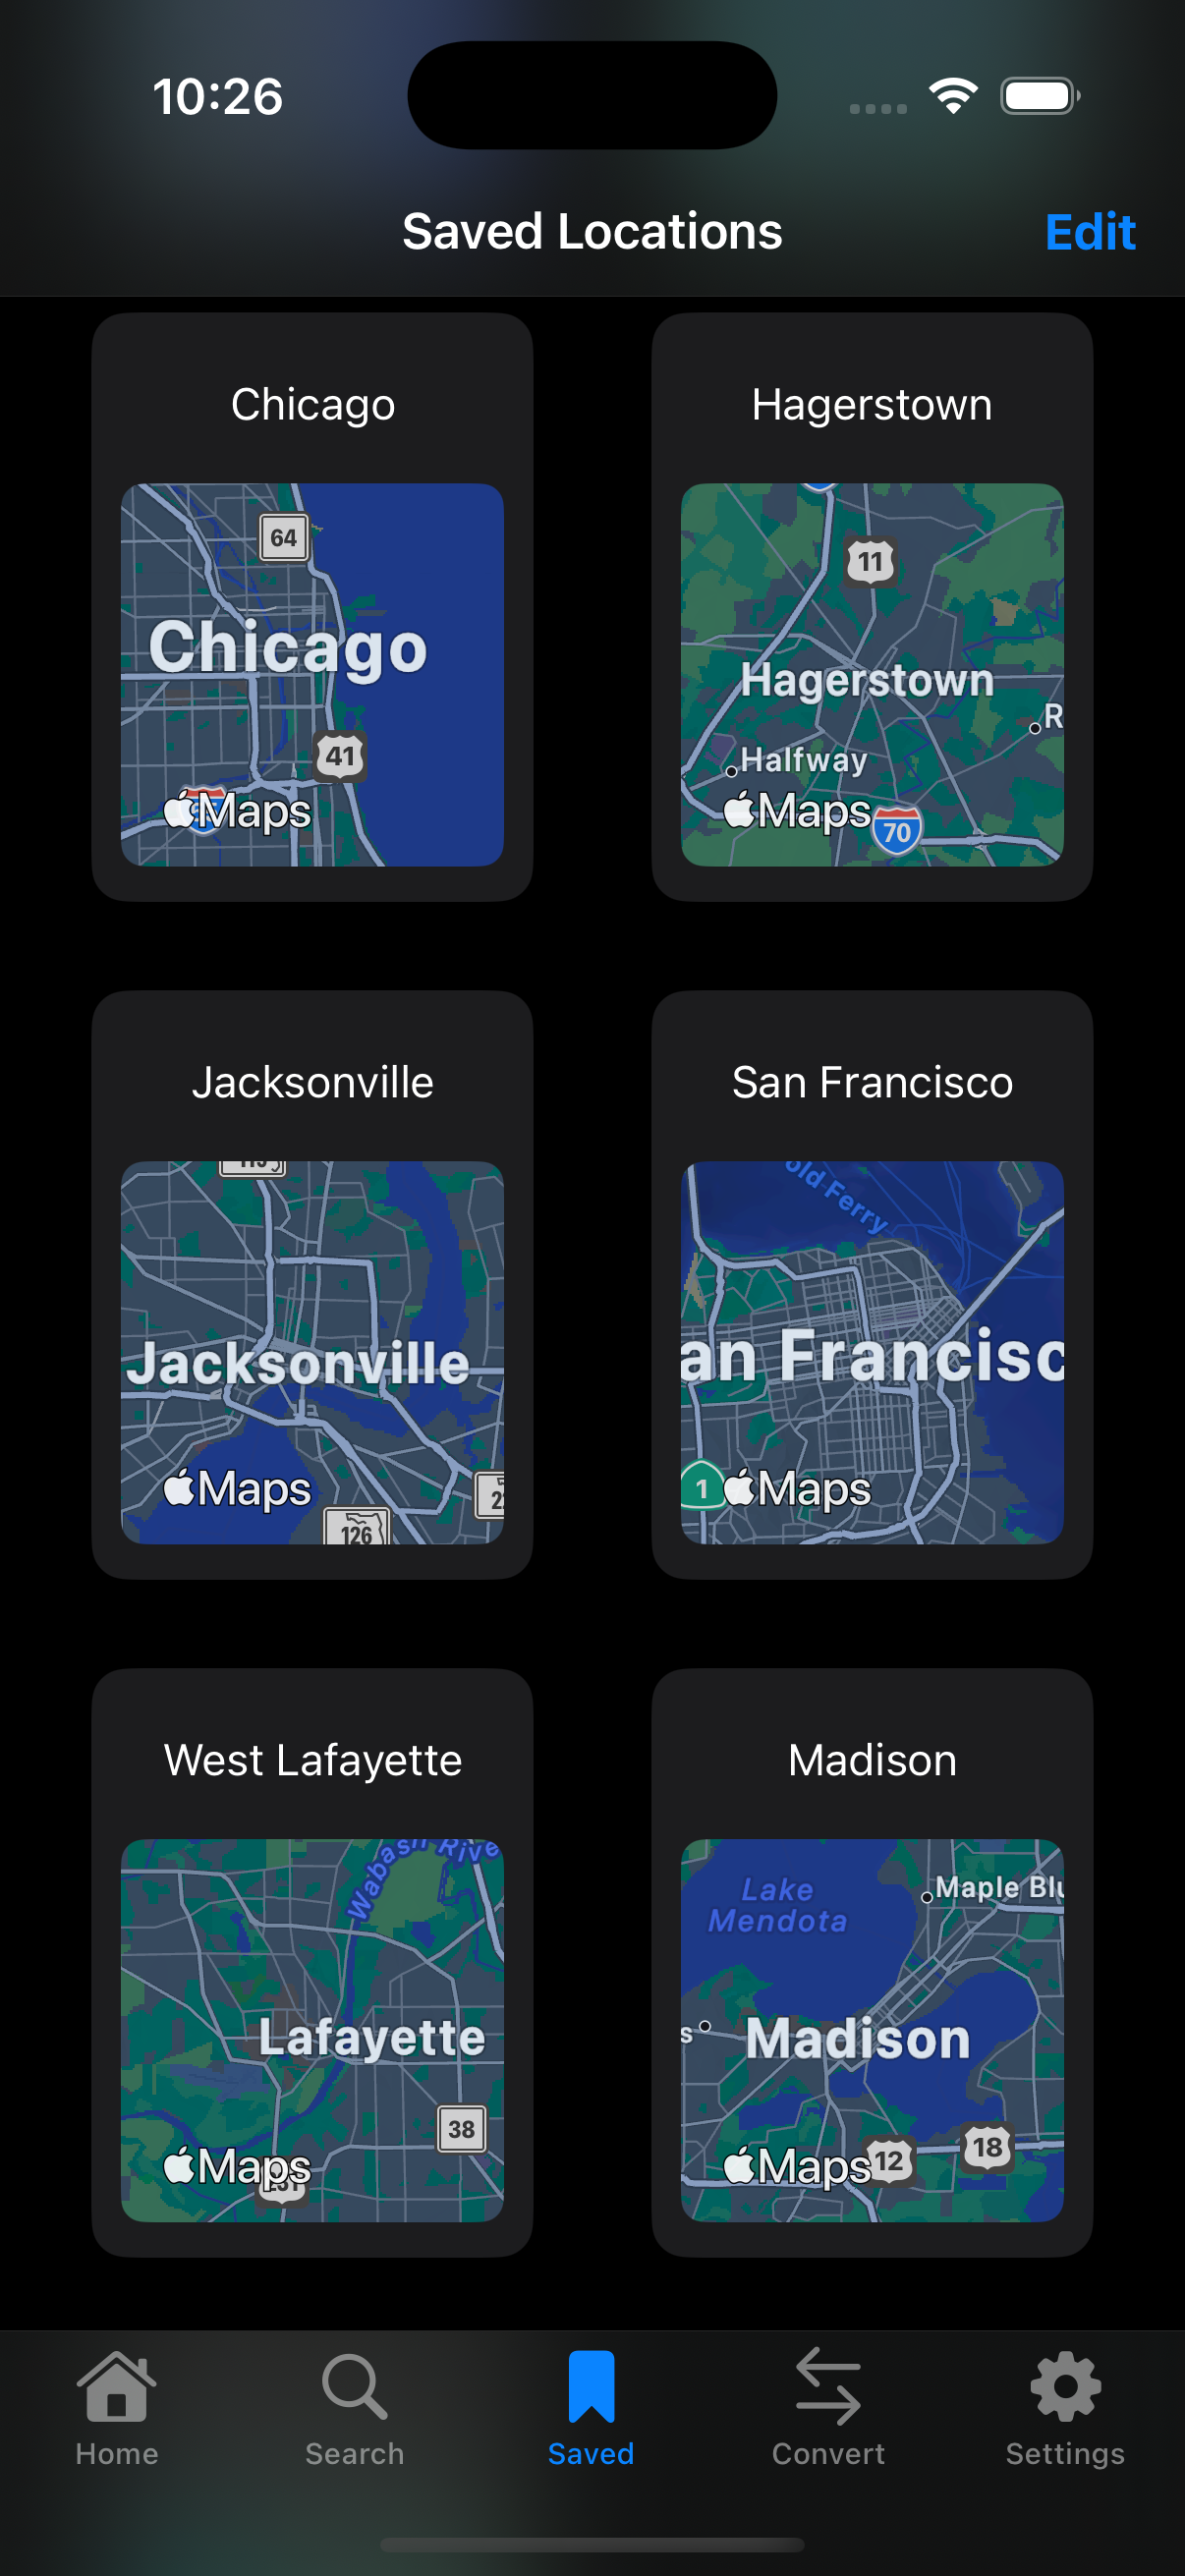 10:26
Saved Locations
Edit
Chicago
Hagerstown
64
Chicago
41
Maps
11
Hagerstown
R
Halfway
Maps
70
Jacksonville
San Francisco
Jacksonville
Maps
126
old Ferry
an Francisc
1
Maps
West Lafayette
Madison
Wabash Rive
Lafayette
38
Maps
Lake
Mendota
Maple Blu
s
Madison
Maps
12
18
Home
Search
Saved
Convert
Settings